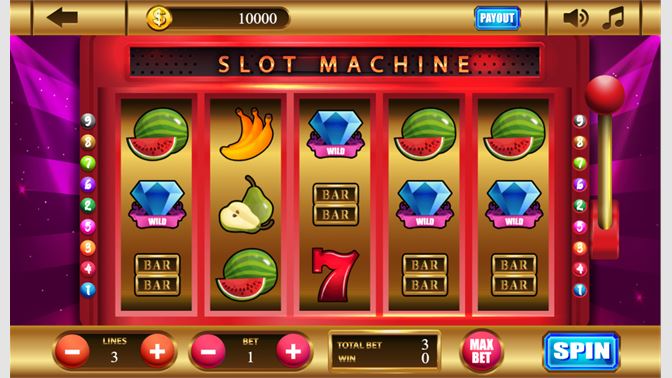 $ 10000 PAYOUT
SLOT MACHINE
9 9
8 8
7 7
WILD
6 6
WILD BAR BAR WILD WILD
2 2
5 5
3 3
BAR BAR 7 BAR BAR BAR BAR
4 4
1 1
LINES BET TOTAL BET 3 MAX SPIN
- 3 + - 1 + WIN 0 BET